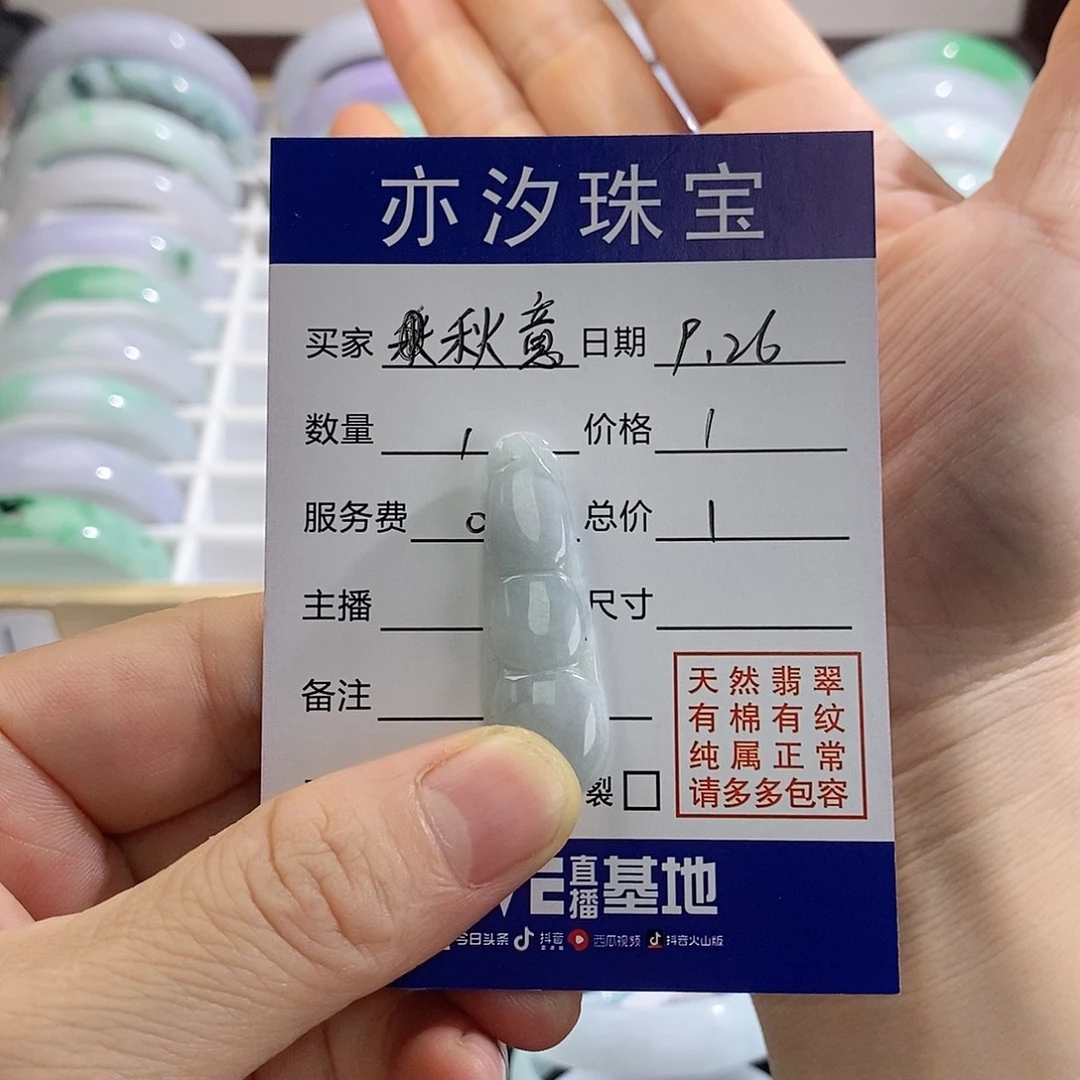 亦汐珠宝
买家 秋意 日期 9.26
数量 1 价格 1
服务费 0 总价 1
主播 尺寸
备注
裂
天然翡翠
有棉有纹
纯属正常
请多多包容
直播基地
今日头条 抖音 西瓜视频 抖音火山版